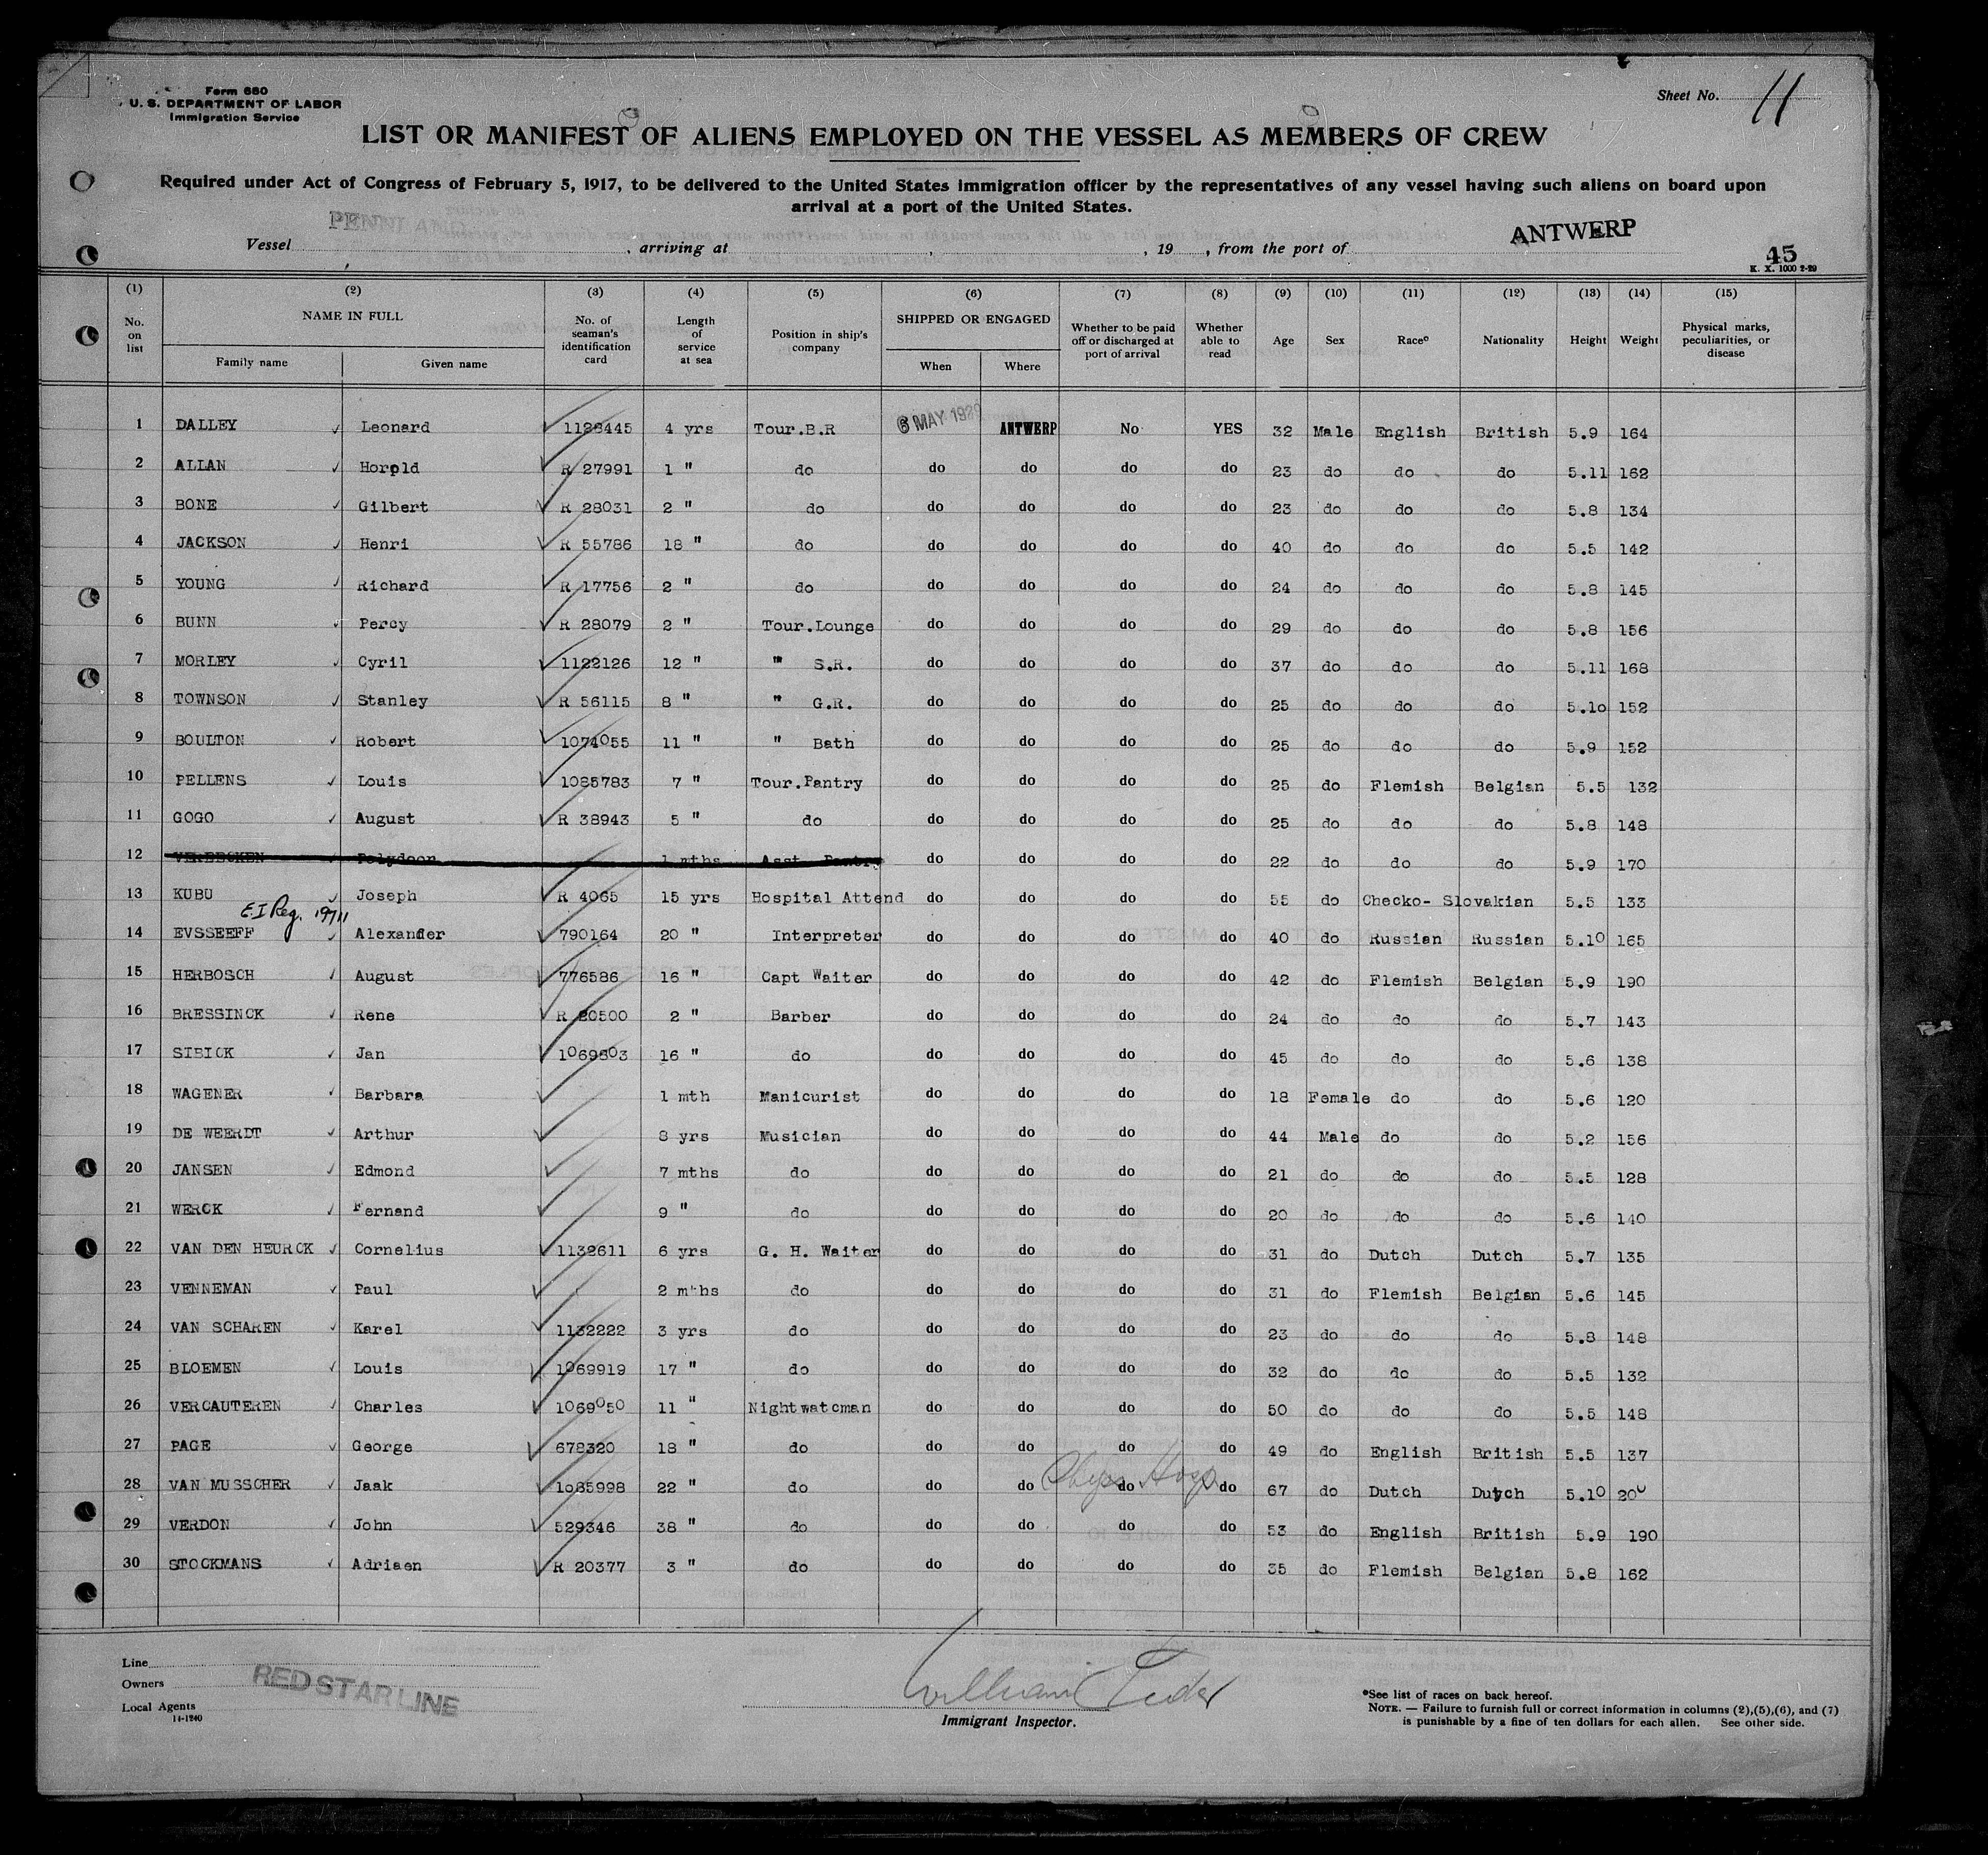 Form 680
U. S. DEPARTMENT OF LABOR
Immigration Service
Sheet No. 11
LIST OR MANIFEST OF ALIENS EMPLOYED ON THE VESSEL AS MEMBERS OF CREW
Required under Act of Congress of February 5, 1917, to be delivered to the United States immigration officer by the representatives of any vessel having such aliens on board upon
arrival at a port of the United States.
Vessel PENNLAND, arriving at , , 19 , from the port of ANTWERP
45
K. X. 1000 2-29
(1) (2) (3) (4) (5) (6) (7) (8) (9) (10) (11) (12) (13) (14) (15)
No. on list NAME IN FULL Family name Given name No. of seaman's identification card Length of service at sea Position in ship's company SHIPPED OR ENGAGED When Where Whether to be paid off or discharged at port of arrival Whether able to read Age Sex Race* Nationality Height Weight Physical marks, peculiarities, or disease
1 DALLEY Leonard 1128445 4 yrs Tour.B.R MAY ANTWERP No YES 32 Male English British 5.9 164
2 ALLAN Horold R 27991 1 " do do do do do 23 do do do 5.11 162
3 BONE Gilbert R 28031 2 " do do do do do 23 do do do 5.8 134
4 JACKSON Henri R 55786 18 " do do do do do 40 do do do 5.5 142
5 YOUNG Richard R 17756 2 " do do do do do 24 do do do 5.8 145
6 BUNN Percy R 28079 2 " Tour.Lounge do do do do 29 do do do 5.8 156
7 MORLEY Cyril 1122126 12 " " S.R. do do do do 37 do do do 5.11 168
8 TOWNSON Stanley R 56115 8 " " G.R. do do do do 25 do do do 5.10 152
9 BOULTON Robert 1074055 11 " " Bath do do do do 25 do do do 5.9 152
10 PELLENS Louis 1085783 7 " Tour.Pantry do do do do 25 do Flemish Belgian 5.5 132
11 GOGO August R 38943 5 " do do do do do 25 do do do 5.8 148
12 1 mths Asst Pantry do do do do 22 do do do 5.9 170
13 KUBU Joseph R 4065 15 yrs Hospital Attend do do do do 55 do Checko- Slovakian 5.5 133
E.I Reg.
14 EVSSEEFF Alexander 790164 20 " Interpreter do do do do 40 do Russian Russian 5.10 165
15 HERBOSCH August 776586 16 " Capt Waiter do do do do 42 do Flemish Belgian 5.9 190
16 BRESSINCK Rene R 20500 2 " Barber do do do do 24 do do do 5.7 143
17 SIBICK Jan 1069803 16 " do do do do do 45 do do do 5.6 138
18 WAGENER Barbara 1 mth Manicurist do do do do 18 Female do do 5.6 120
19 DE WEERDT Arthur 8 yrs Musician do do do do 44 Male do do 5.2 156
20 JANSEN Edmond 7 mths do do do do do 21 do do do 5.5 128
21 WERCK Fernand 9 " do do do do do 20 do do do 5.6 140
22 VAN DEN HEURCK Cornelius 1132611 6 yrs G. H. Waiter do do do do 31 do Dutch Dutch 5.7 135
23 VENNEMAN Paul 2 mths do do do do do 31 do Flemish Belgian 5.6 145
24 VAN SCHAREN Karel 1132222 3 yrs do do do do do 23 do do do 5.8 148
25 BLOEMEN Louis 1069919 17 " do do do do do 32 do do do 5.5 132
26 VERCAUTEREN Charles 1069050 11 " Nightwatcman do do do do 50 do do do 5.5 148
27 PAGE George 678320 18 " do do do do do 49 do English British 5.5 137
28 VAN MUSSCHER Jaak 1085998 22 " do do do do do 67 do Dutch Dutch 5.10 200
29 VERDON John 529346 38 " do do do do do 53 do English British 5.9 190
30 STOCKMANS Adriaen R 20377 3 " do do do do do 35 do Flemish Belgian 5.8 162
Line
Owners
Local Agents
14-1240
RED STAR LINE
William
Immigrant Inspector.
*See list of races on back hereof.
NOTE. — Failure to furnish full or correct information in columns (2),(5),(6), and (7)
is punishable by a fine of ten dollars for each alien. See other side.